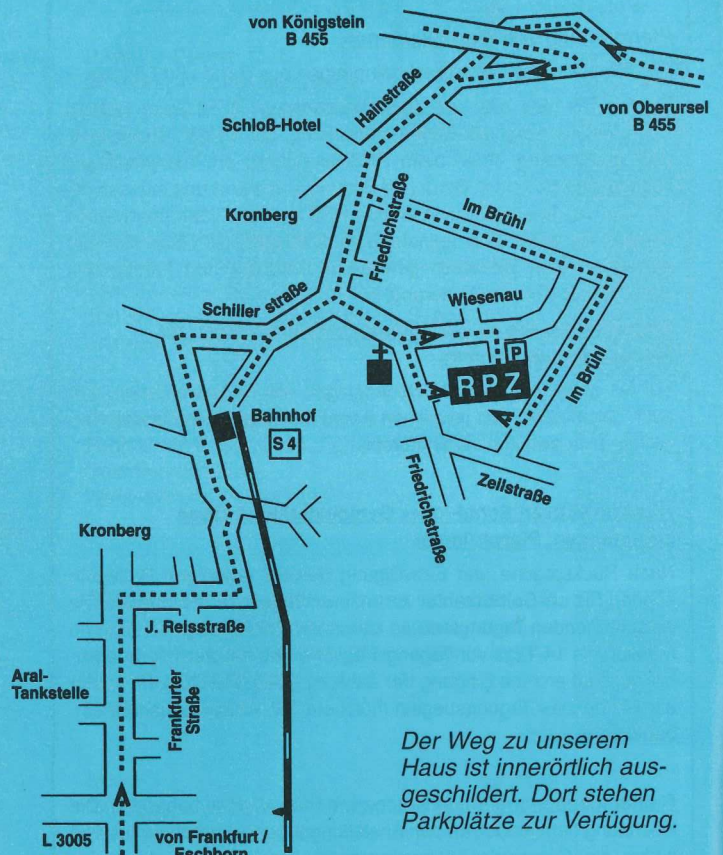 von Königstein
B 455
von Oberursel
B 455
Hainstraße
Schloß-Hotel
Kronberg
Friedrichstraße
Im Brühl
Schiller straße
Wiesenau
P
RPZ
Im Brühl
Bahnhof
S 4
Friedrichstraße
Zeilstraße
Kronberg
J. Reisstraße
Aral-
Tankstelle
Frankfurter
Straße
Der Weg zu unserem
Haus ist innerörtlich aus-
geschildert. Dort stehen
Parkplätze zur Verfügung.
L 3005
von Frankfurt /
Eschborn